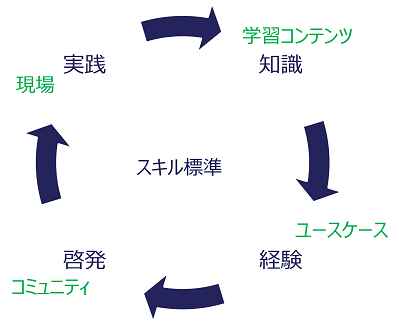 学習コンテンツ
実践
知識
現場
スキル標準
ユースケース
啓発
経験
コミュニティ